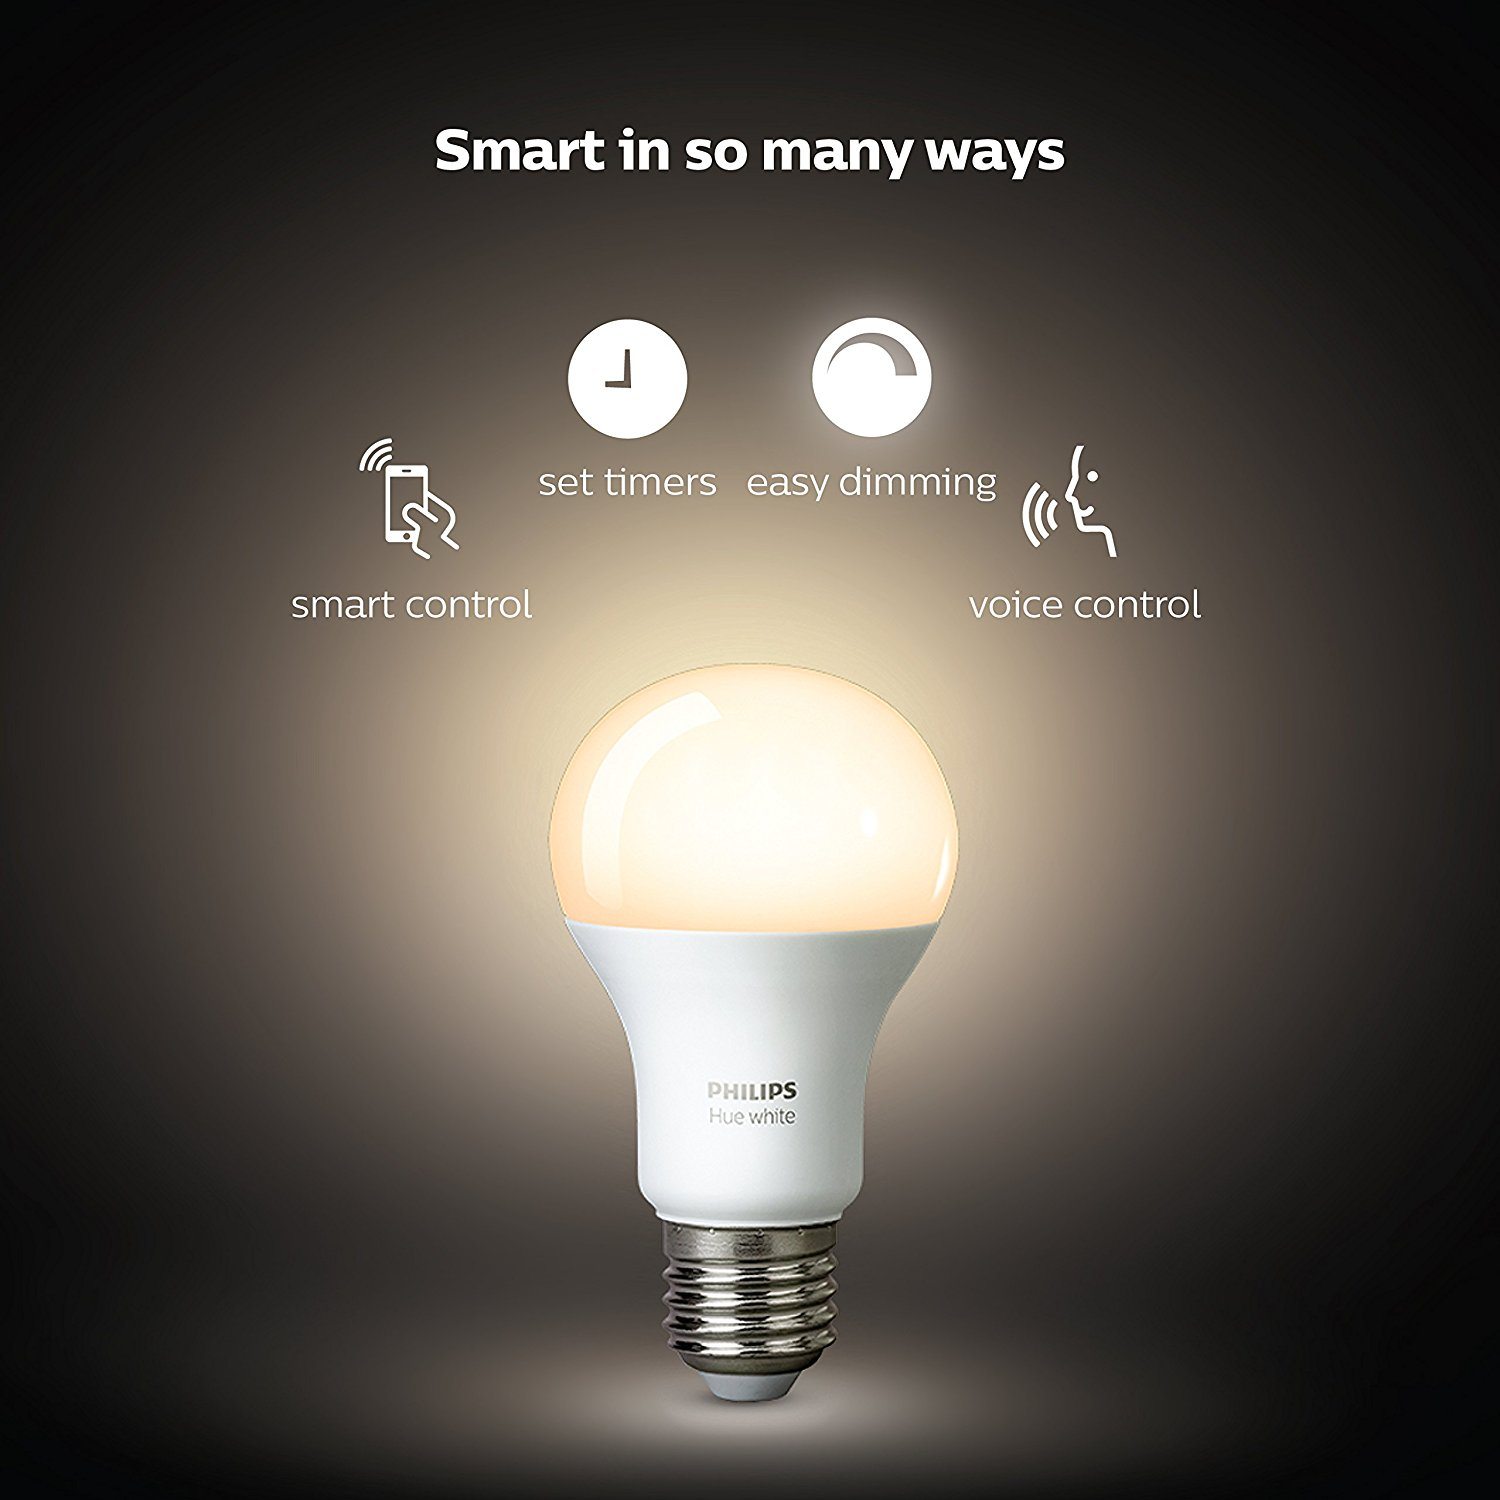 Smart in so many ways
set timers
easy dimming
smart control
voice control
PHILIPS
Hue white